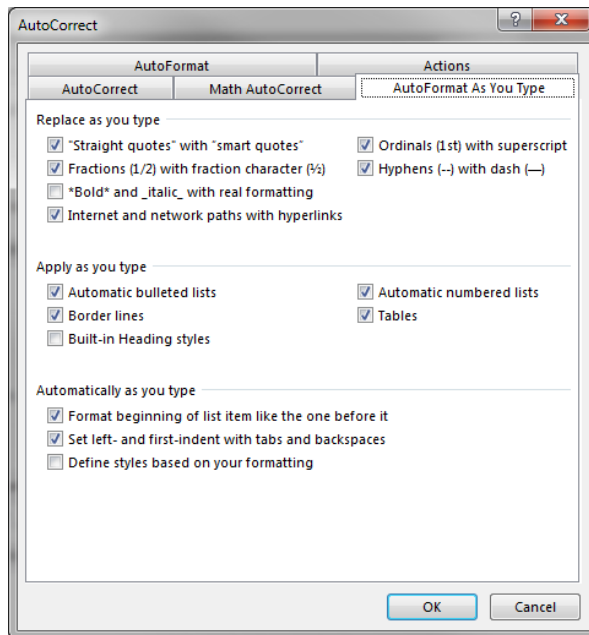 AutoCorrect
AutoFormat Actions
AutoCorrect Math AutoCorrect AutoFormat As You Type
Replace as you type
"Straight quotes" with “smart quotes” Ordinals (1st) with superscript
Fractions (1/2) with fraction character (½) Hyphens (--) with dash (—)
*Bold* and _italic_ with real formatting
Internet and network paths with hyperlinks
Apply as you type
Automatic bulleted lists Automatic numbered lists
Border lines Tables
Built-in Heading styles
Automatically as you type
Format beginning of list item like the one before it
Set left- and first-indent with tabs and backspaces
Define styles based on your formatting
OK Cancel